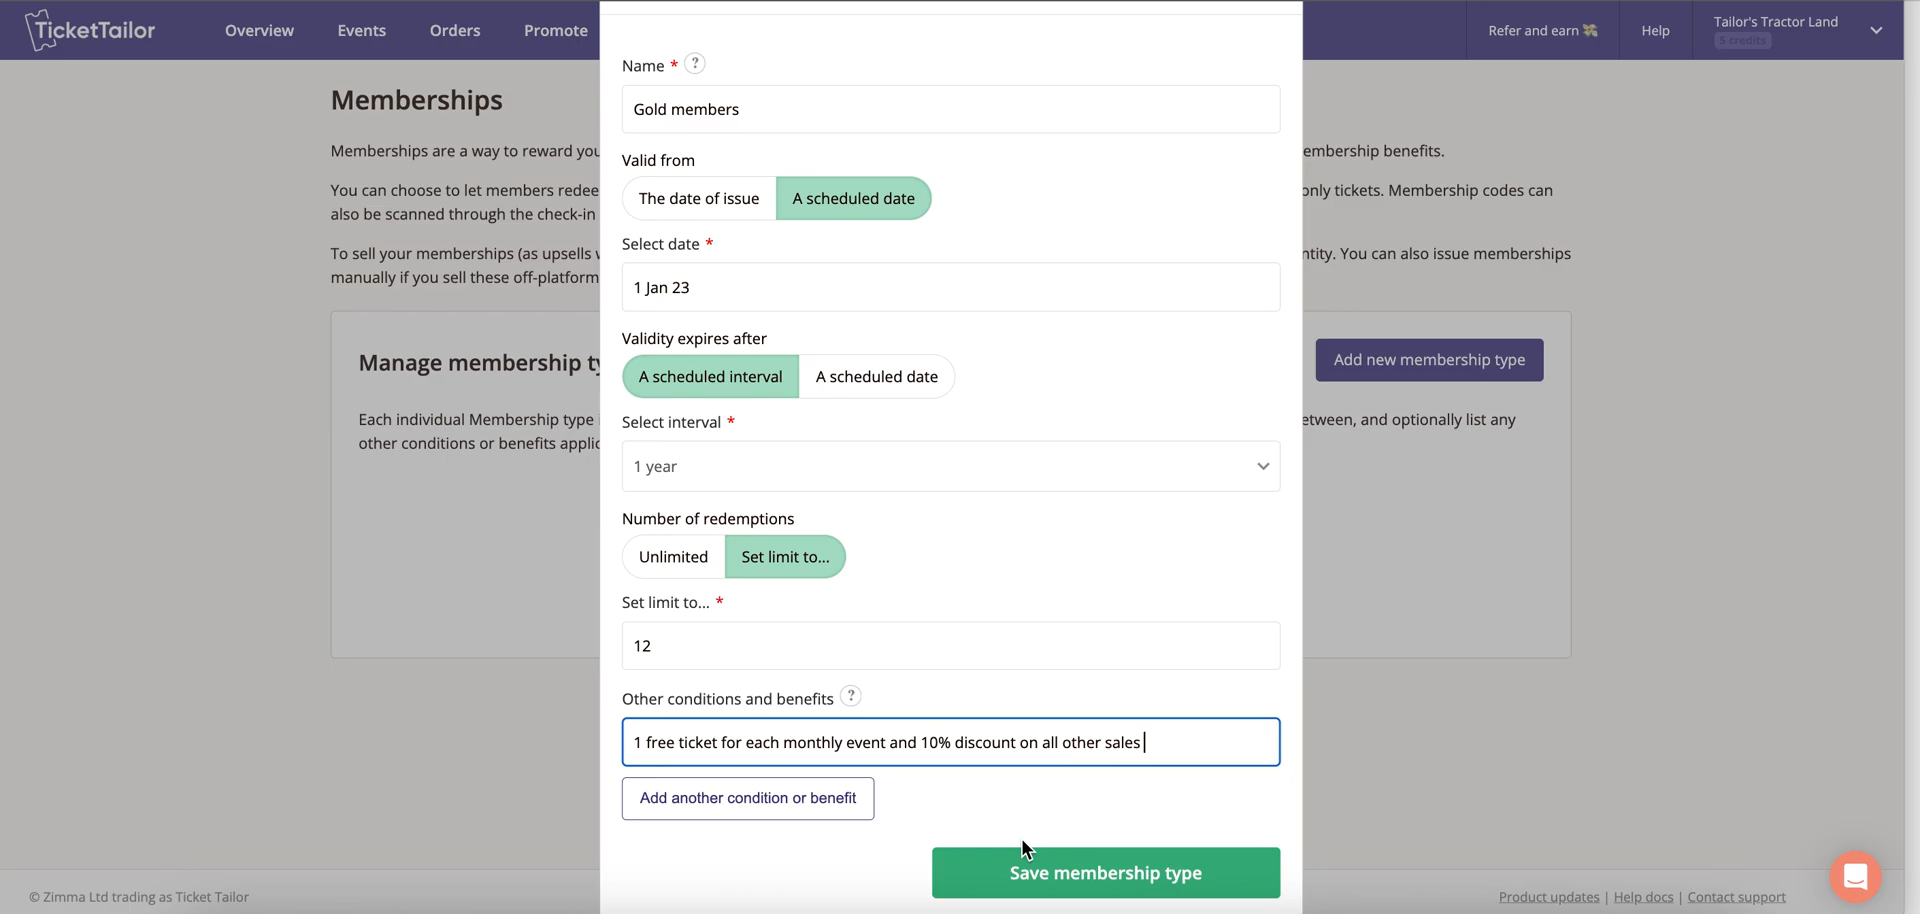 TicketTailor
Overview
Events
Orders
Promote
Refer and earn
Help
Tailor's Tractor Land
5 credits
Memberships
Memberships are a way to reward you
embership benefits.
You can choose to let members redee
only tickets. Membership codes can
also be scanned through the check-in
To sell your memberships (as upsells
ntity. You can also issue memberships
manually if you sell these off-platform
Manage membership ty
Add new membership type
Each individual Membership type
etween, and optionally list any
other conditions or benefits applic
Name * ?
Gold members
Valid from
The date of issue
A scheduled date
Select date *
1 Jan 23
Validity expires after
A scheduled interval
A scheduled date
Select interval *
1 year
Number of redemptions
Unlimited
Set limit to...
Set limit to... *
12
Other conditions and benefits ?
1 free ticket for each monthly event and 10% discount on all other sales
Add another condition or benefit
Save membership type
© Zimma Ltd trading as Ticket Tailor
Product updates | Help docs | Contact support